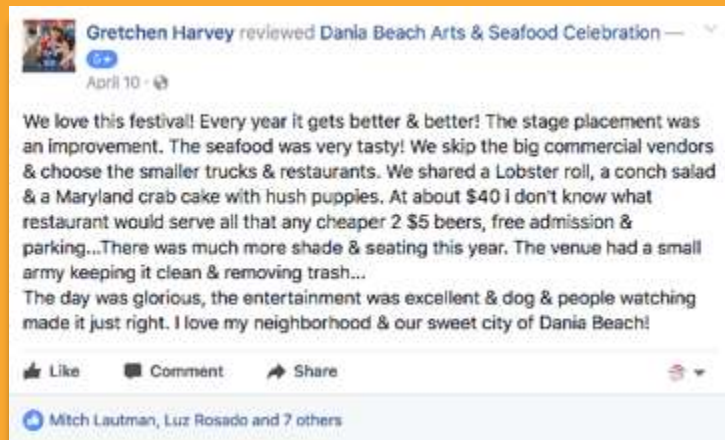 Gretchen Harvey reviewed Dania Beach Arts & Seafood Celebration —
April 10 ·
We love this festival! Every year it gets better & better! The stage placement was
an improvement. The seafood was very tasty! We skip the big commercial vendors
& choose the smaller trucks & restaurants. We shared a Lobster roll, a conch salad
& a Maryland crab cake with hush puppies. At about $40 i don't know what
restaurant would serve all that any cheaper 2 $5 beers, free admission &
parking...There was much more shade & seating this year. The venue had a small
army keeping it clean & removing trash...
The day was glorious, the entertainment was excellent & dog & people watching
made it just right. I love my neighborhood & our sweet city of Dania Beach!
Like Comment Share
Mitch Lautman, Luz Rosado and 7 others